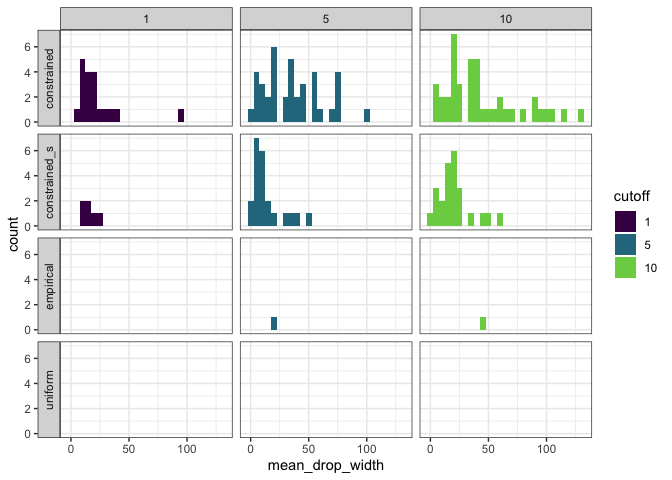 1 5 10
constrained
6
4
2
0
constrained_s
6
4
2
0
empirical
6
4
2
0
uniform
6
4
2
0
count
0 50 100 0 50 100 0 50 100
mean_drop_width
cutoff
1
5
10